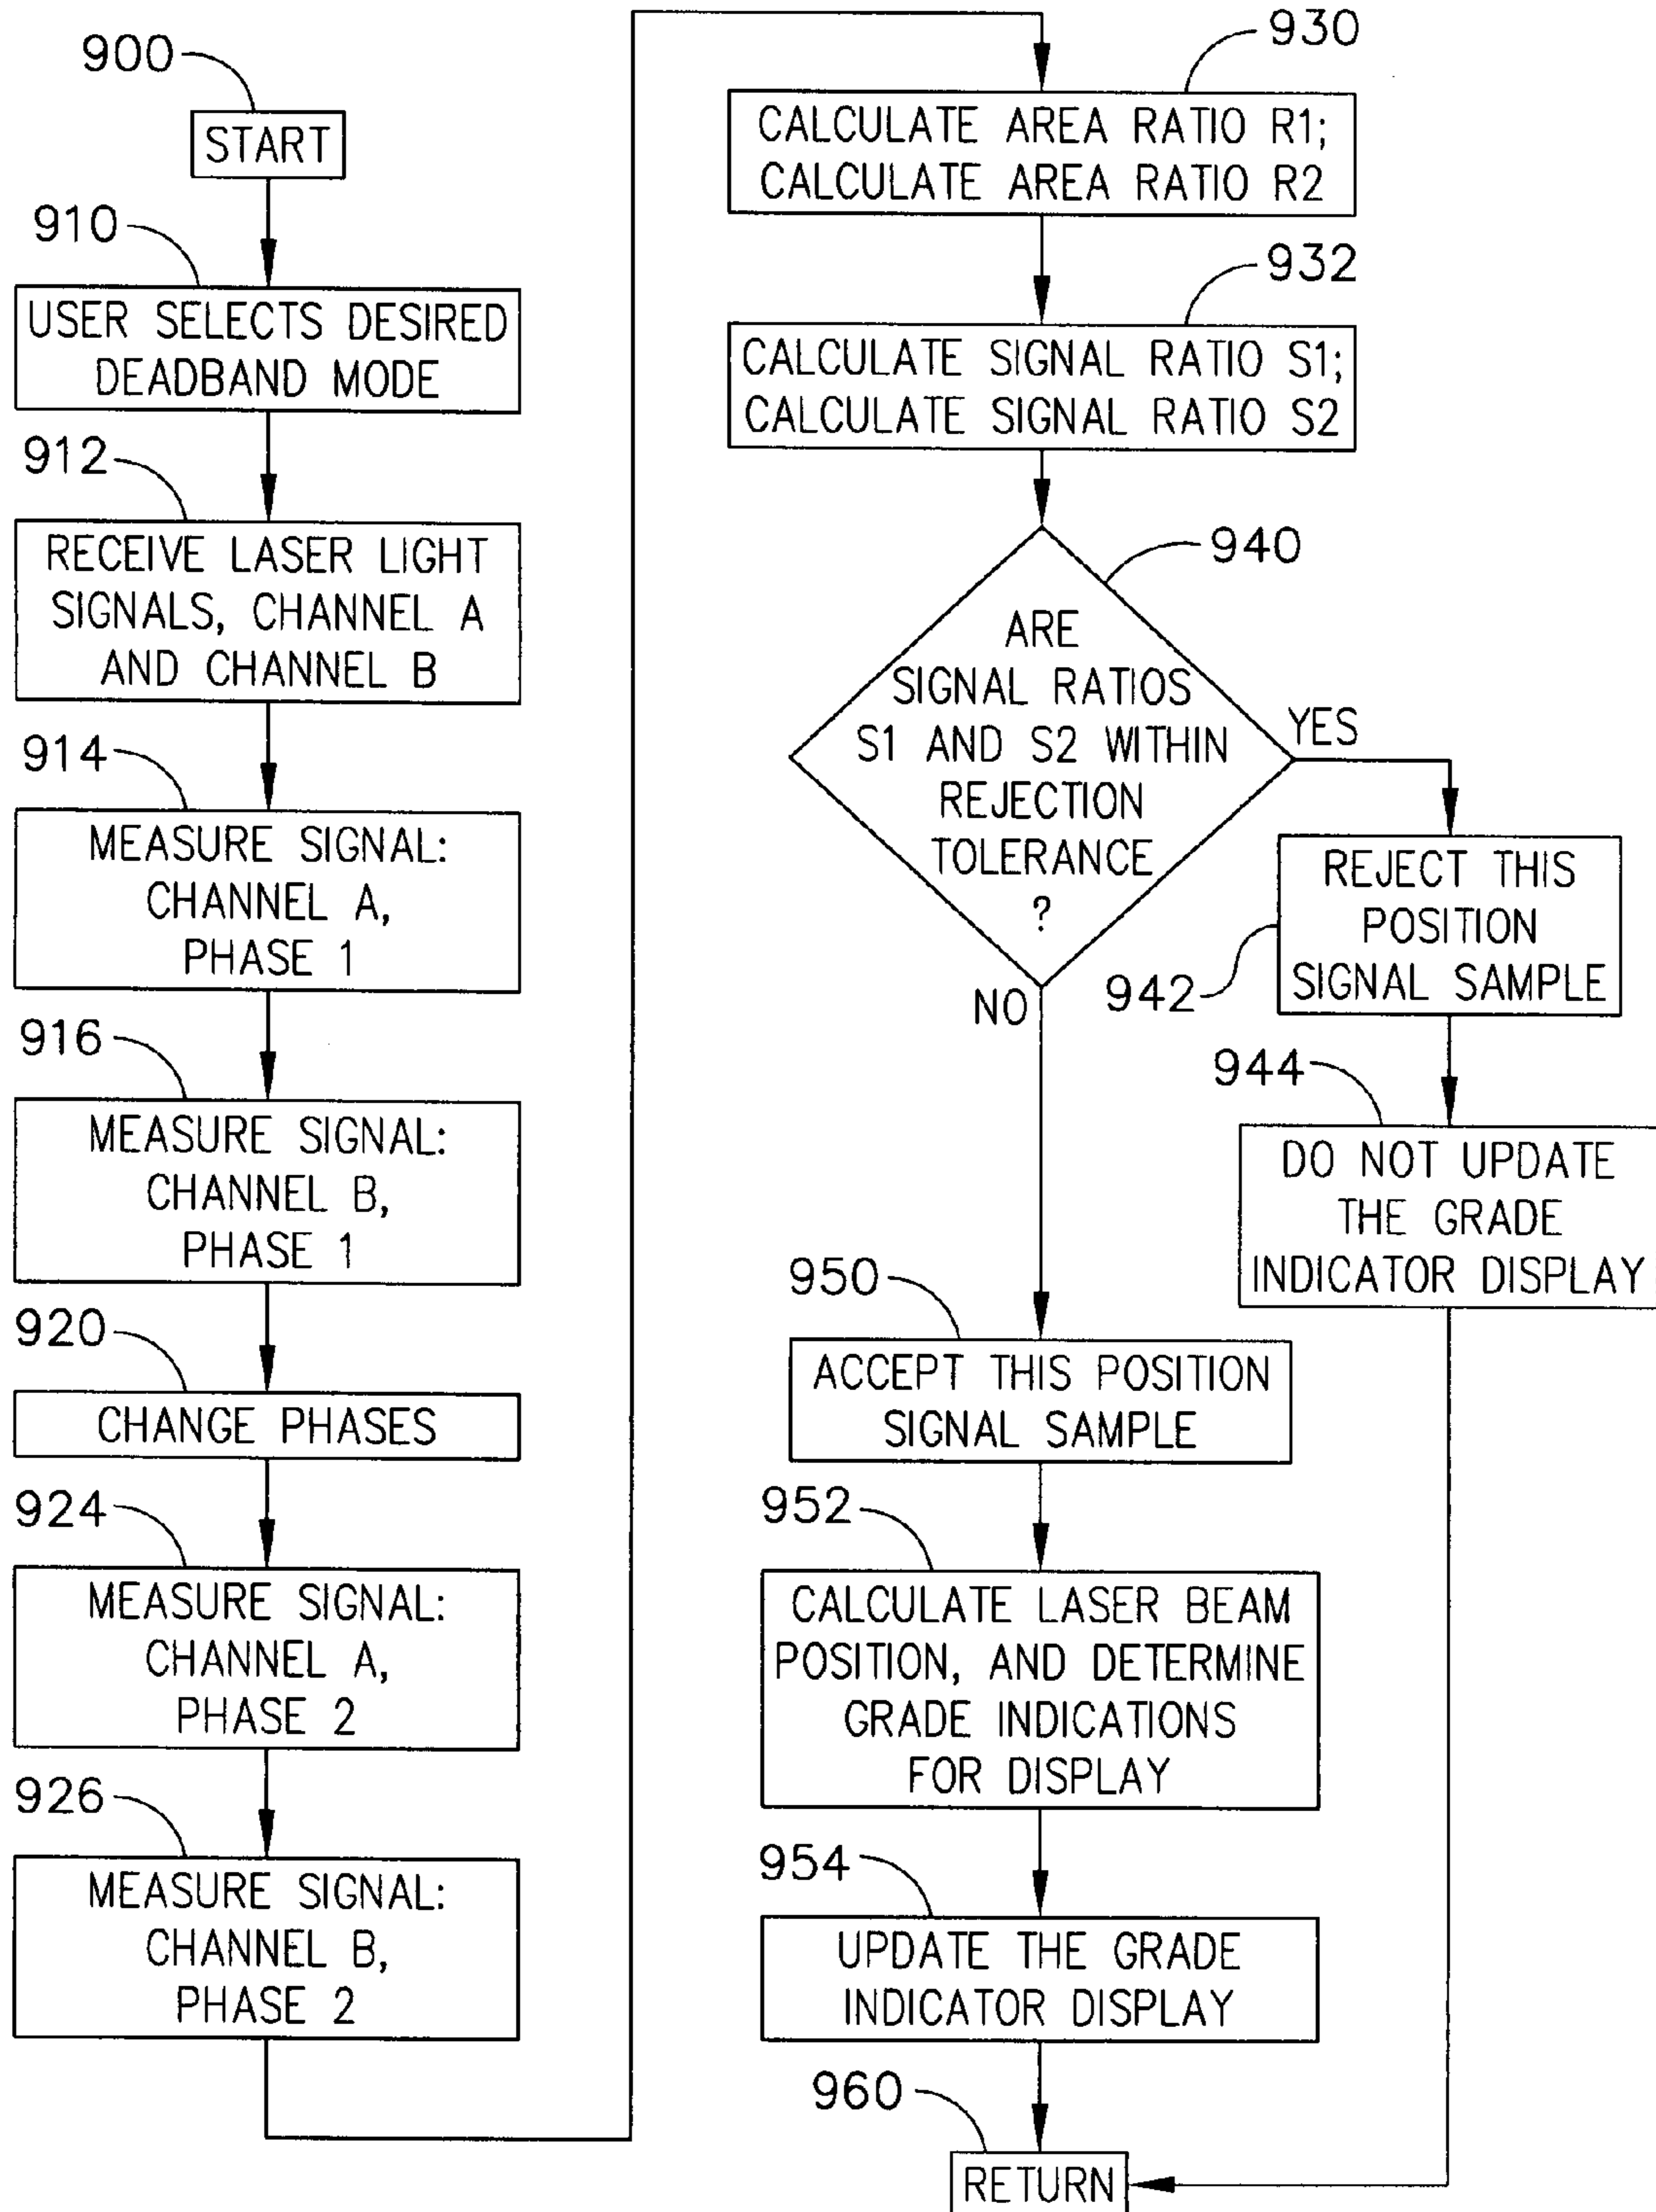 900
START
910
USER SELECTS DESIRED
DEADBAND MODE
912
RECEIVE LASER LIGHT
SIGNALS, CHANNEL A
AND CHANNEL B
914
MEASURE SIGNAL:
CHANNEL A,
PHASE 1
916
MEASURE SIGNAL:
CHANNEL B,
PHASE 1
920
CHANGE PHASES
924
MEASURE SIGNAL:
CHANNEL A,
PHASE 2
926
MEASURE SIGNAL:
CHANNEL B,
PHASE 2
930
CALCULATE AREA RATIO R1;
CALCULATE AREA RATIO R2
932
CALCULATE SIGNAL RATIO S1;
CALCULATE SIGNAL RATIO S2
940
ARE
SIGNAL RATIOS
S1 AND S2 WITHIN
REJECTION
TOLERANCE
?
YES
NO
942
REJECT THIS
POSITION
SIGNAL SAMPLE
944
DO NOT UPDATE
THE GRADE
INDICATOR DISPLAY
950
ACCEPT THIS POSITION
SIGNAL SAMPLE
952
CALCULATE LASER BEAM
POSITION, AND DETERMINE
GRADE INDICATIONS
FOR DISPLAY
954
UPDATE THE GRADE
INDICATOR DISPLAY
960
RETURN